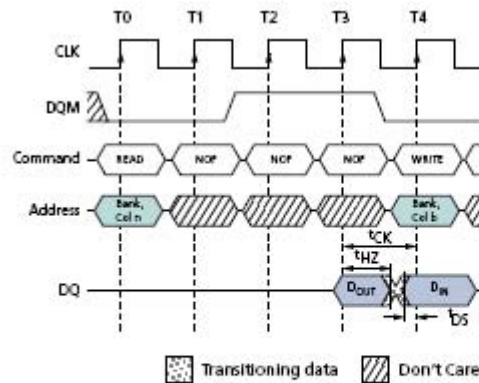 T0 T1 T2 T3 T4
CLK
DQM
Command READ NOP NOP NOP WRITE
Address Bank, Col n Bank, Col b
tCK
tHZ
DQ DOUT DIN
tDS
Transitioning data Don't Care